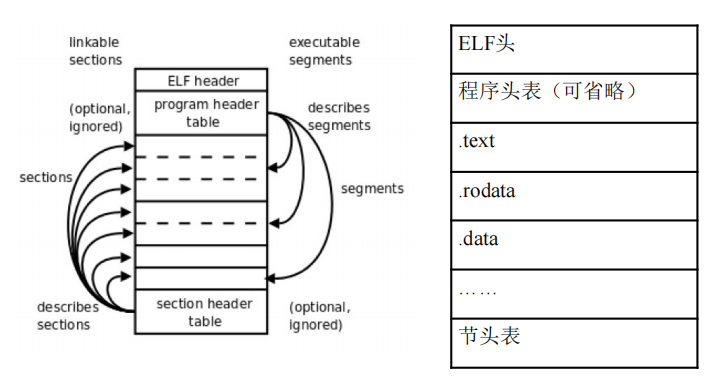 linkable
sections
executable
segments
ELF header
(optional,
ignored)
program header
table
describes
segments
sections
segments
describes
sections
section header
table
(optional,
ignored)
ELF头
程序头表（可省略）
.text
.rodata
.data
……
节头表